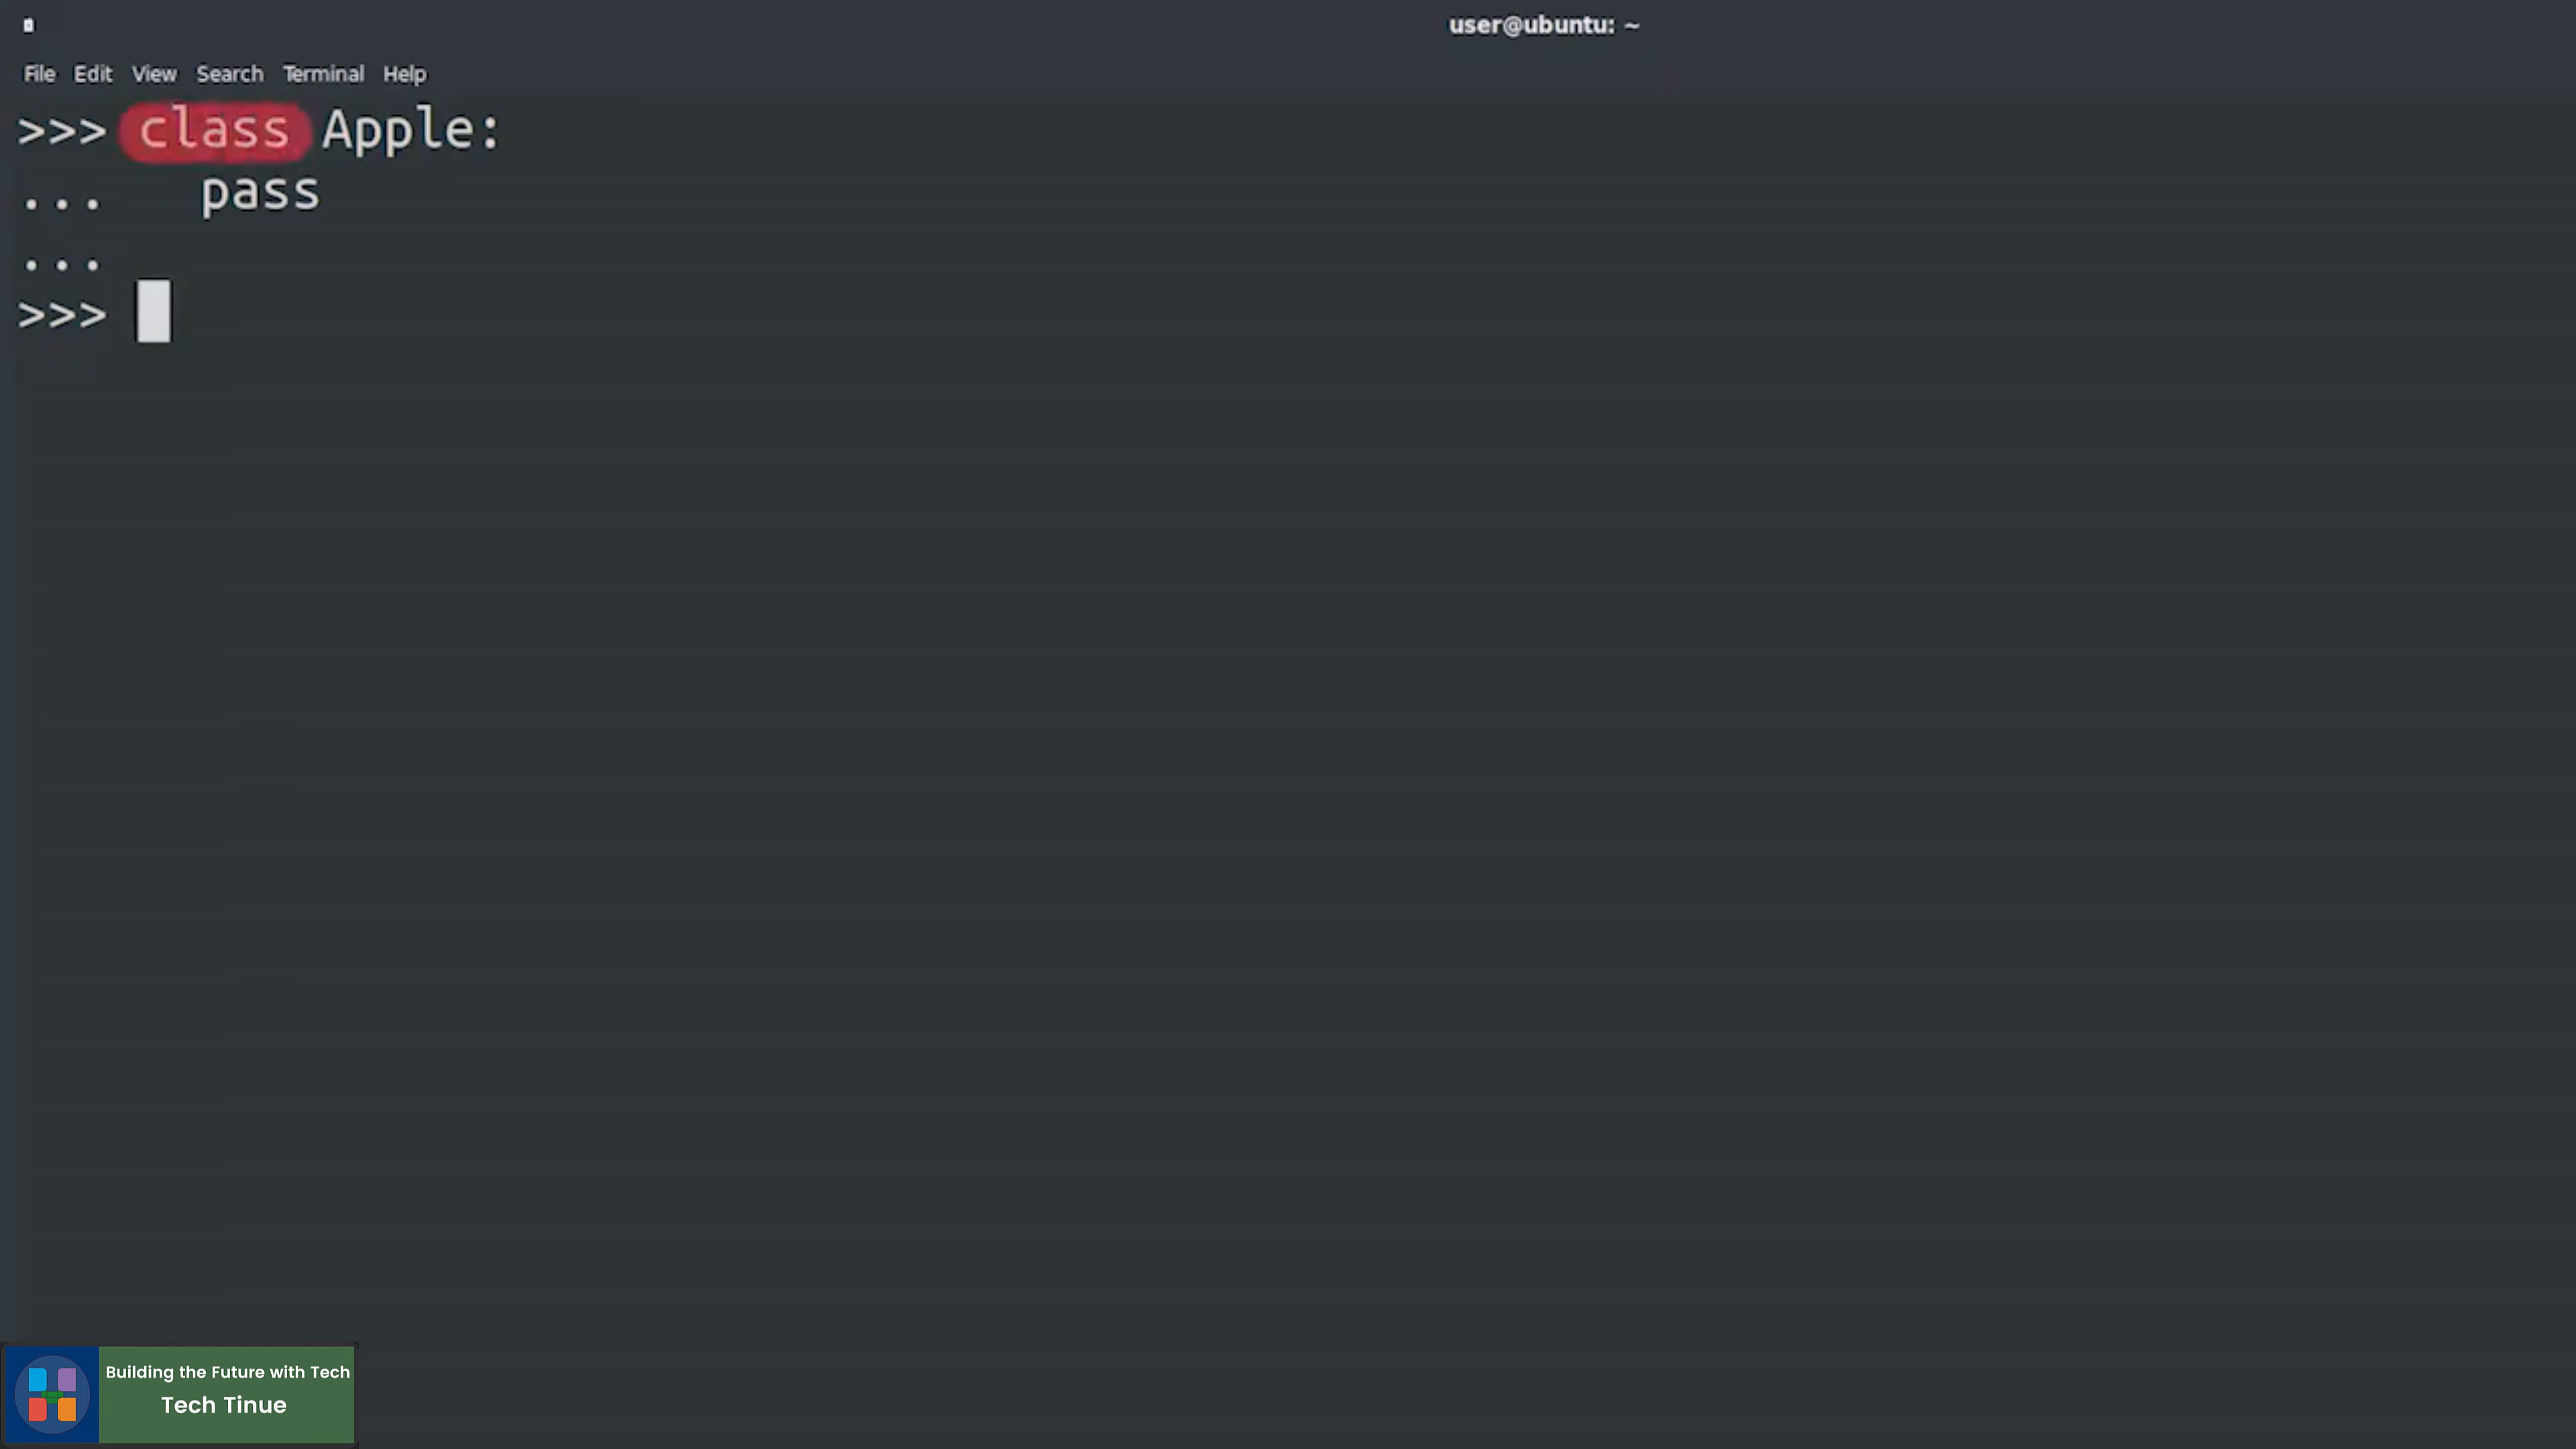 user@ubuntu: ~
File Edit View Search Terminal Help
>>> class Apple:
...   pass
...
>>>
Building the Future with Tech
Tech Tinue